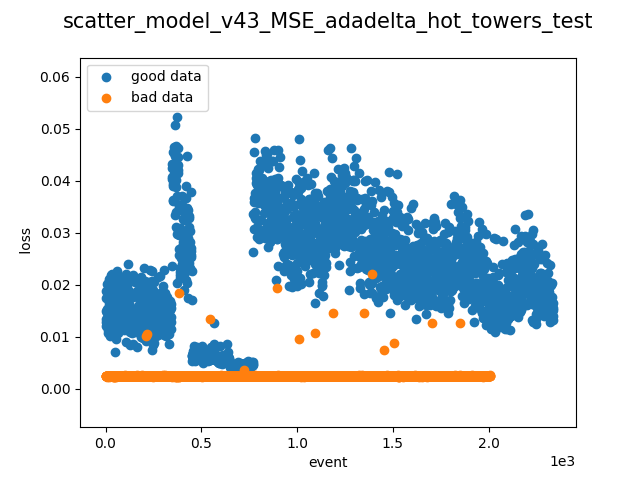 scatter_model_v43_MSE_adadelta_hot_towers_test
good data
bad data
0.06
0.05
0.04
0.03
0.02
0.01
0.00
loss
0.0 0.5 1.0 1.5 2.0
event
1e3